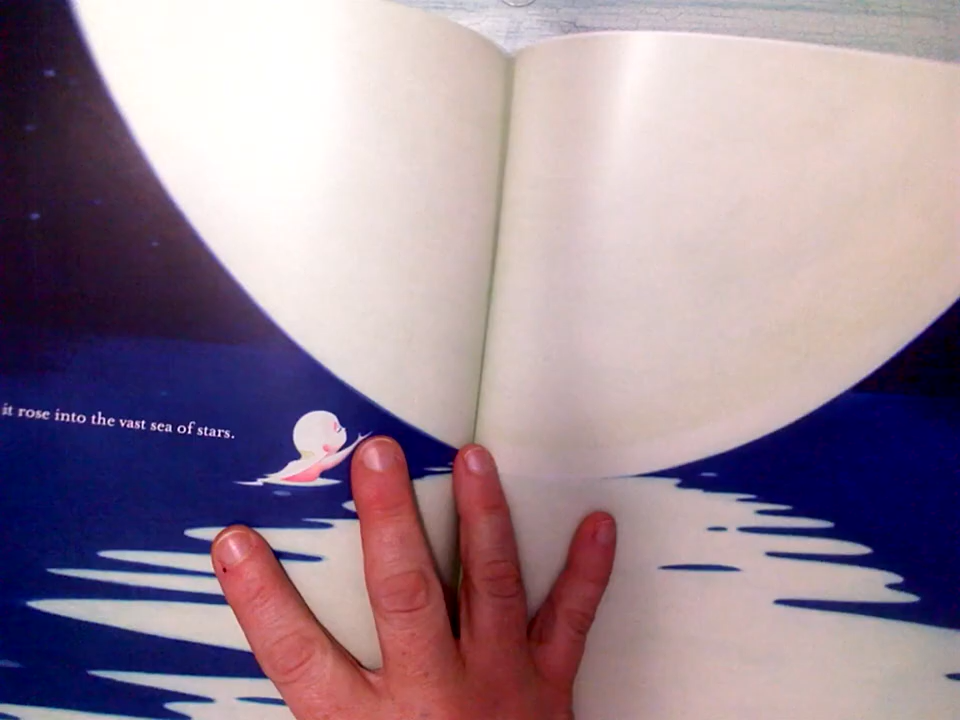 it rose into the vast sea of stars.